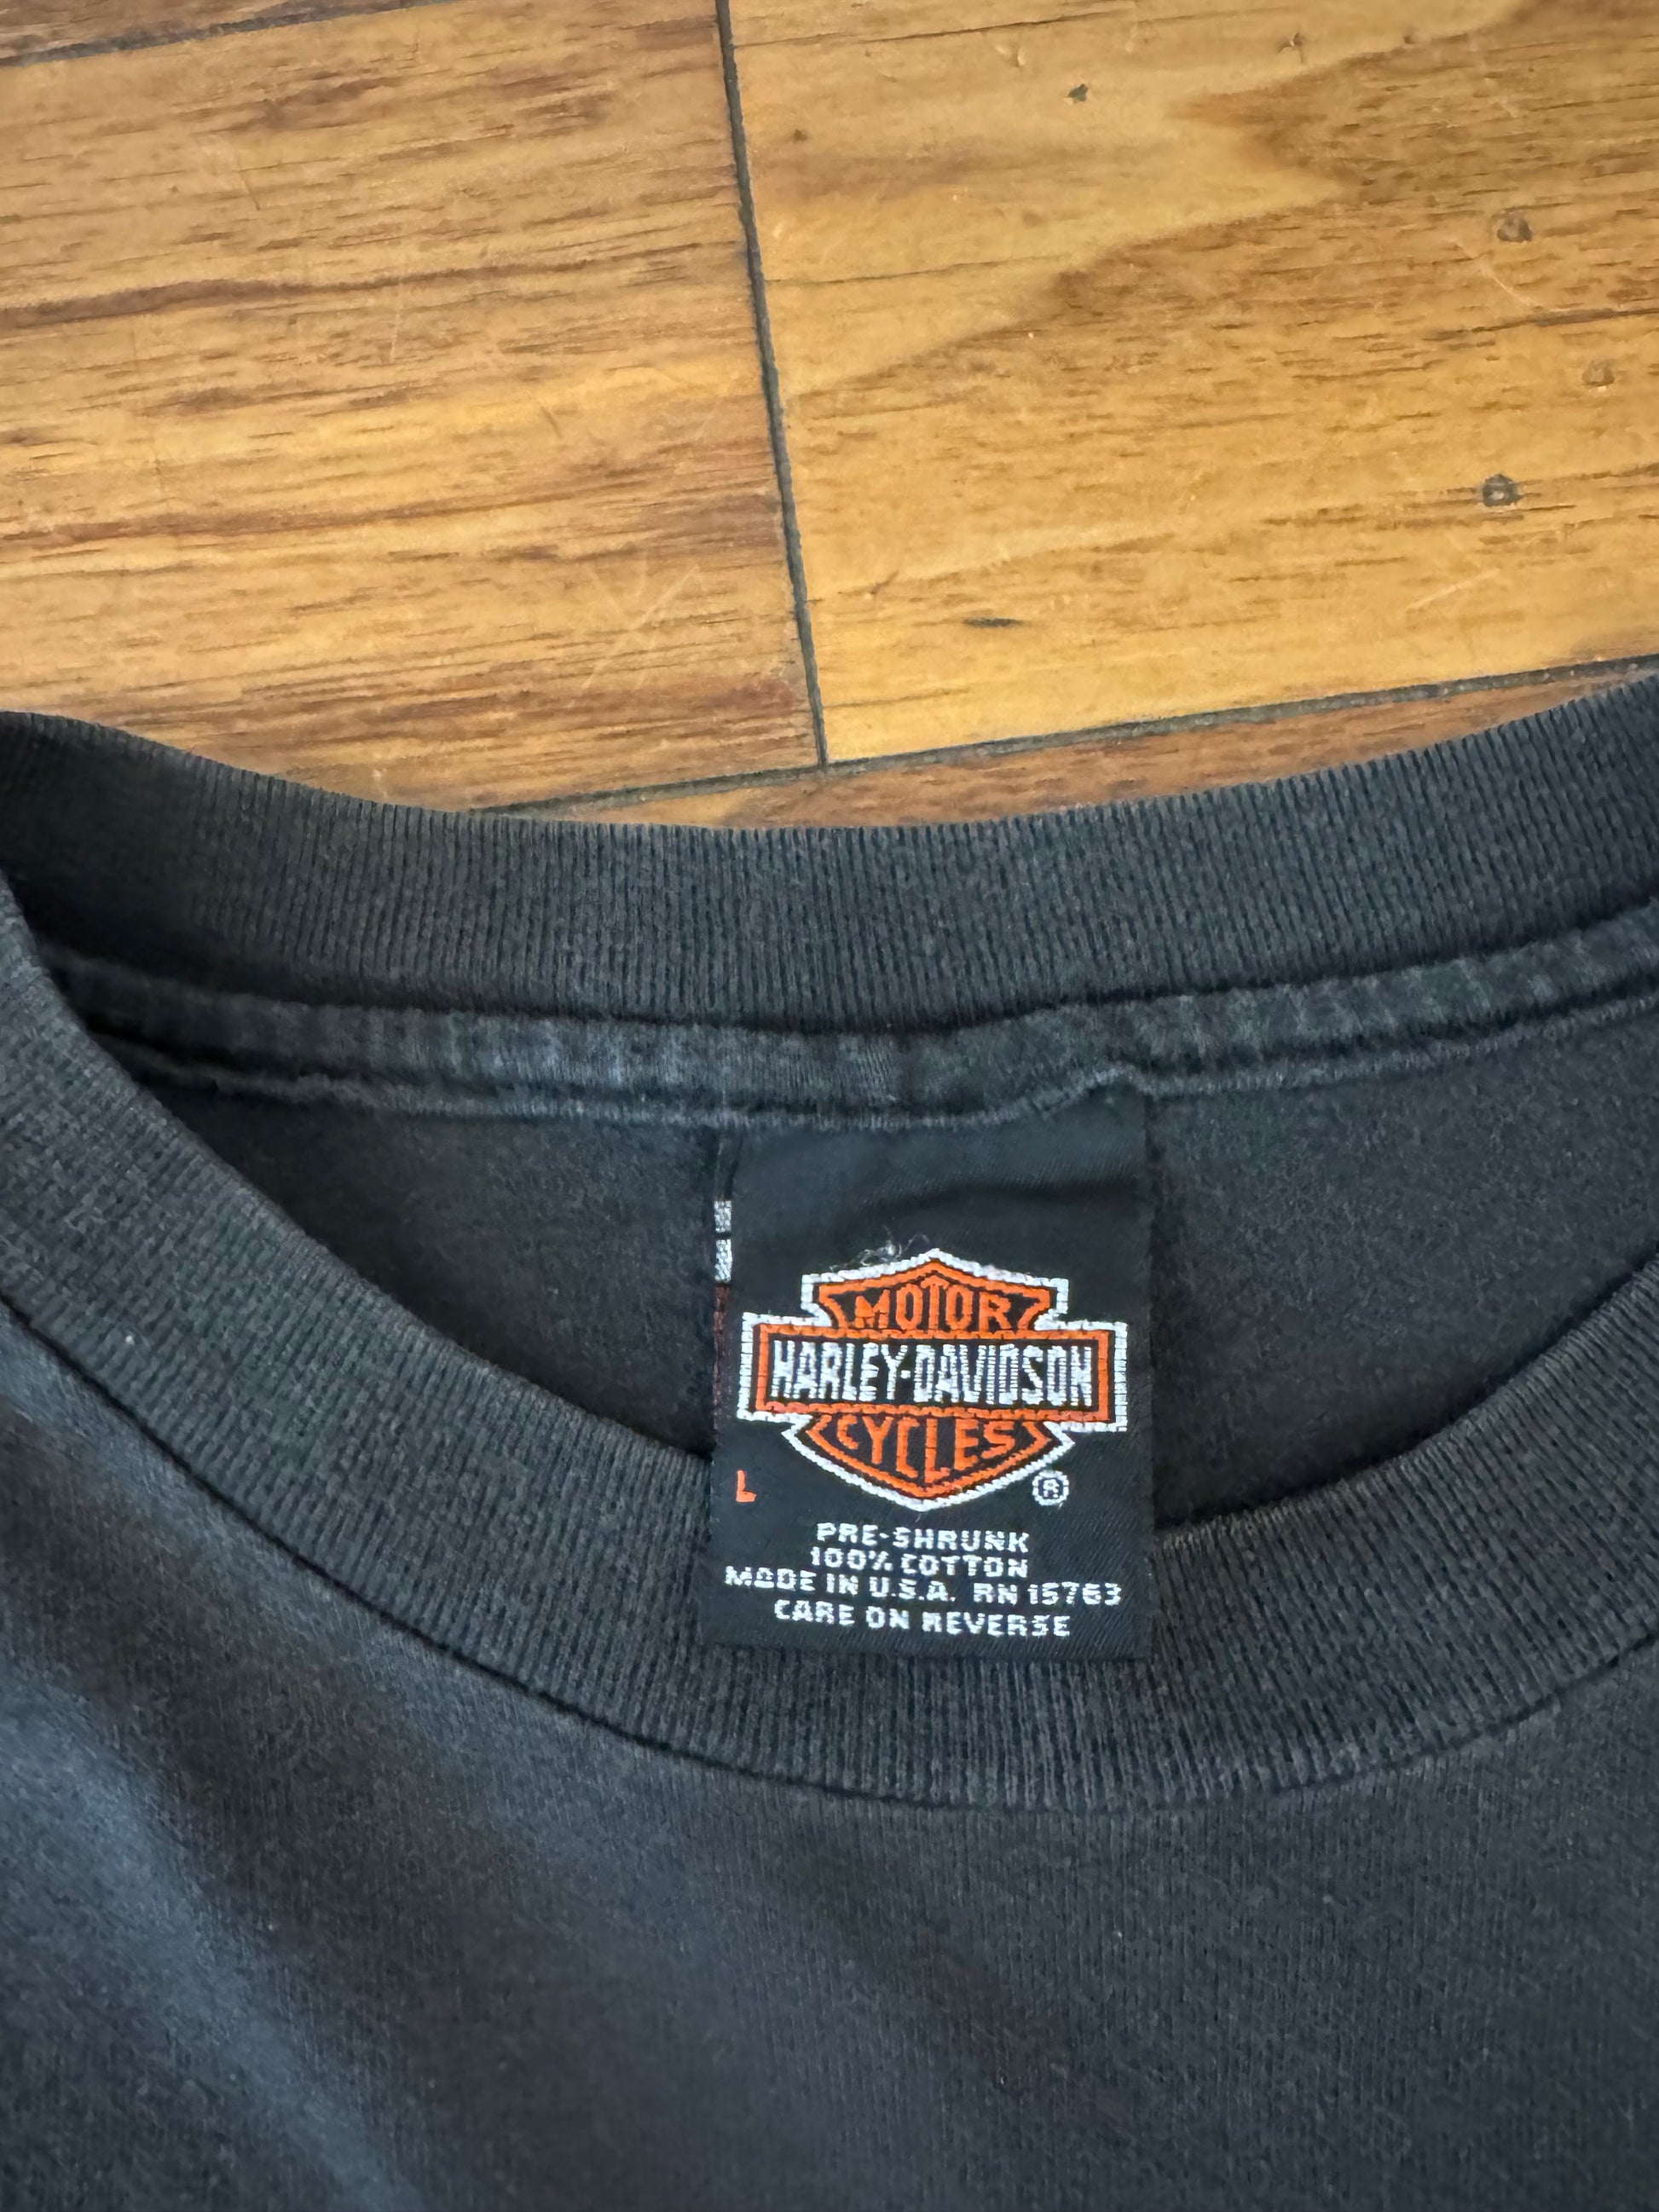 MOTOR
HARLEY-DAVIDSON
CYCLES
L ®
PRE-SHRUNK
100% COTTON
MADE IN U.S.A. RN 15763
CARE ON REVERSE